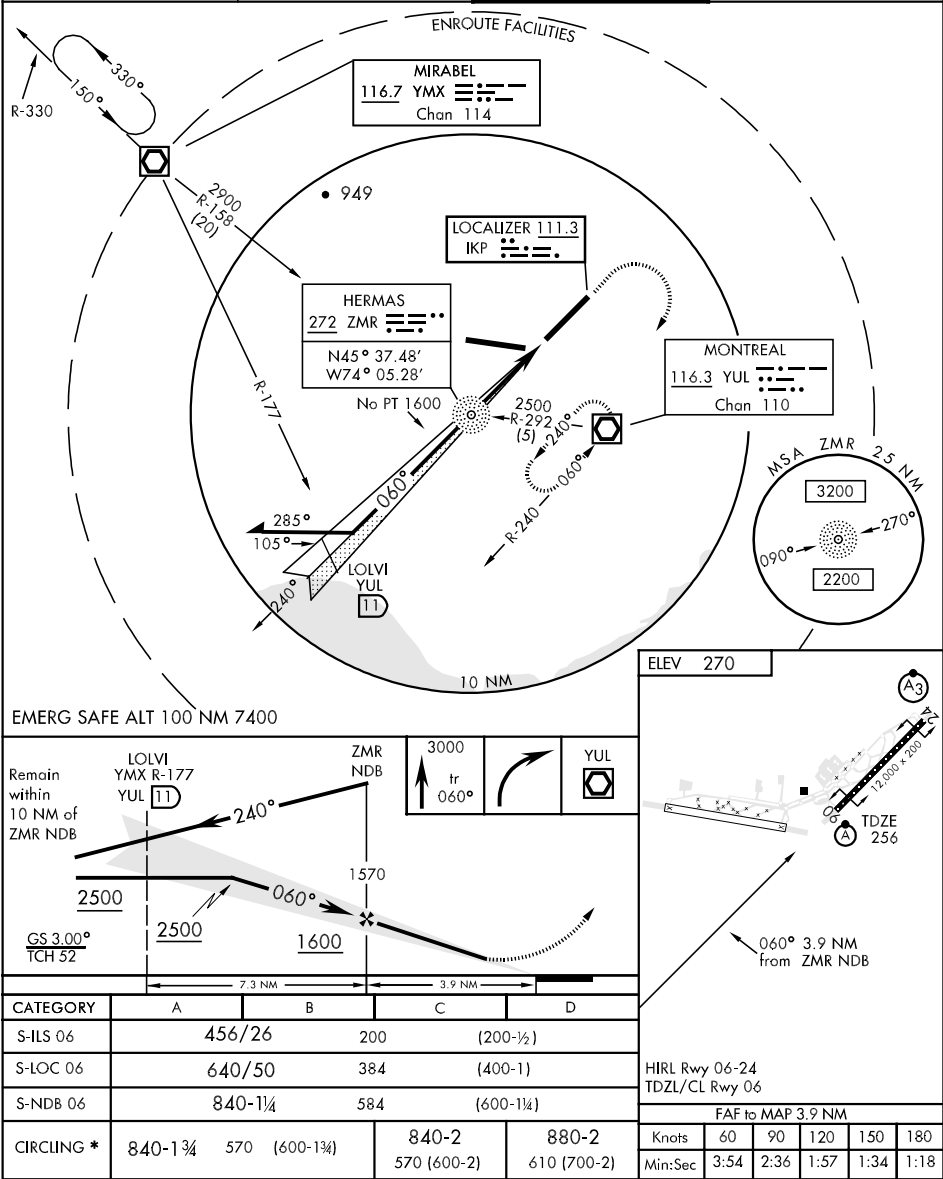 ENROUTE FACILITIES
330°
150°
R-330
MIRABEL
116.7 YMX
Chan 114
2900
R-158
(20)
949
LOCALIZER 111.3
IKP
HERMAS
272 ZMR
N45° 37.48'
W74° 05.28'
R-177
No PT 1600
2500
R-292
(5)
240°
060°
R-240
MONTREAL
116.3 YUL
Chan 110
060°
285°
105°
LOLVI
YUL
11
240°
MSA ZMR 25 NM
3200
270°
090°
2200
10 NM
EMERG SAFE ALT 100 NM 7400
ELEV 270
A3
24
12,000 x 200
06
A
TDZE
256
060° 3.9 NM
from ZMR NDB
HIRL Rwy 06-24
TDZL/CL Rwy 06
Remain
within
10 NM of
ZMR NDB
LOLVI
YMX R-177
YUL 11
ZMR
NDB
3000
tr
060°
YUL
240°
1570
060°
2500
2500
1600
GS 3.00°
TCH 52
7.3 NM
3.9 NM
CATEGORY A B C D
S-ILS 06 456/26 200 (200-½)
S-LOC 06 640/50 384 (400-1)
S-NDB 06 840-1¼ 584 (600-1¼)
CIRCLING * 840-1¾ 570 (600-1¾) 840-2 880-2
570 (600-2) 610 (700-2)
FAF to MAP 3.9 NM
Knots 60 90 120 150 180
Min:Sec 3:54 2:36 1:57 1:34 1:18